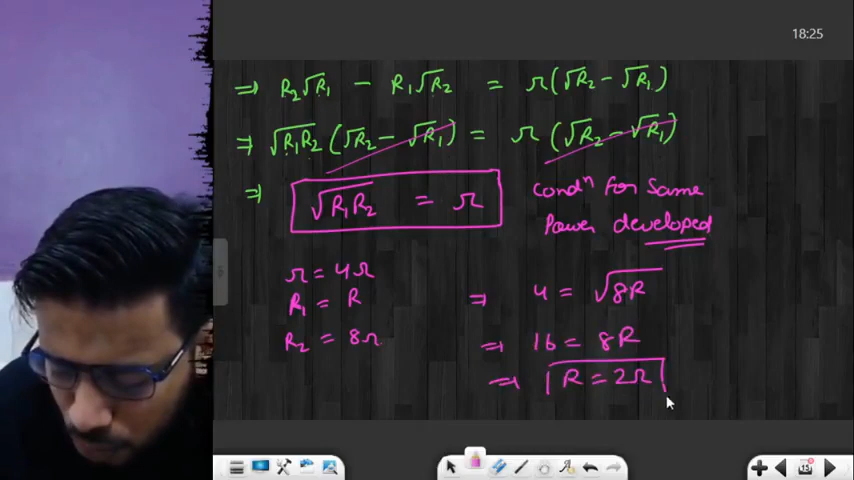 18:25
⇒ R₂√R₁ − R₁√R₂ = r(√R₂ − √R₁)
⇒ √R₁R₂ (√R₂ − √R₁) = r (√R₂ − √R₁)
⇒ √R₁R₂ = r
Condⁿ for Same
Power developed
r = 4Ω
R₁ = R
R₂ = 8Ω
⇒ 4 = √8R
⇒ 16 = 8R
⇒ R = 2Ω